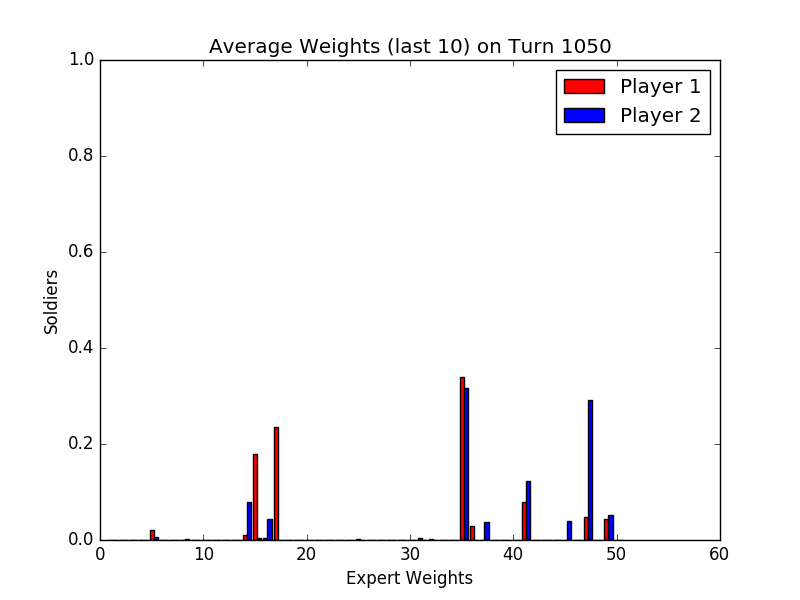 Average Weights (last 10) on Turn 1050
1.0
0.8
0.6
0.4
0.2
0.0
Soldiers
Player 1
Player 2
0 10 20 30 40 50 60
Expert Weights